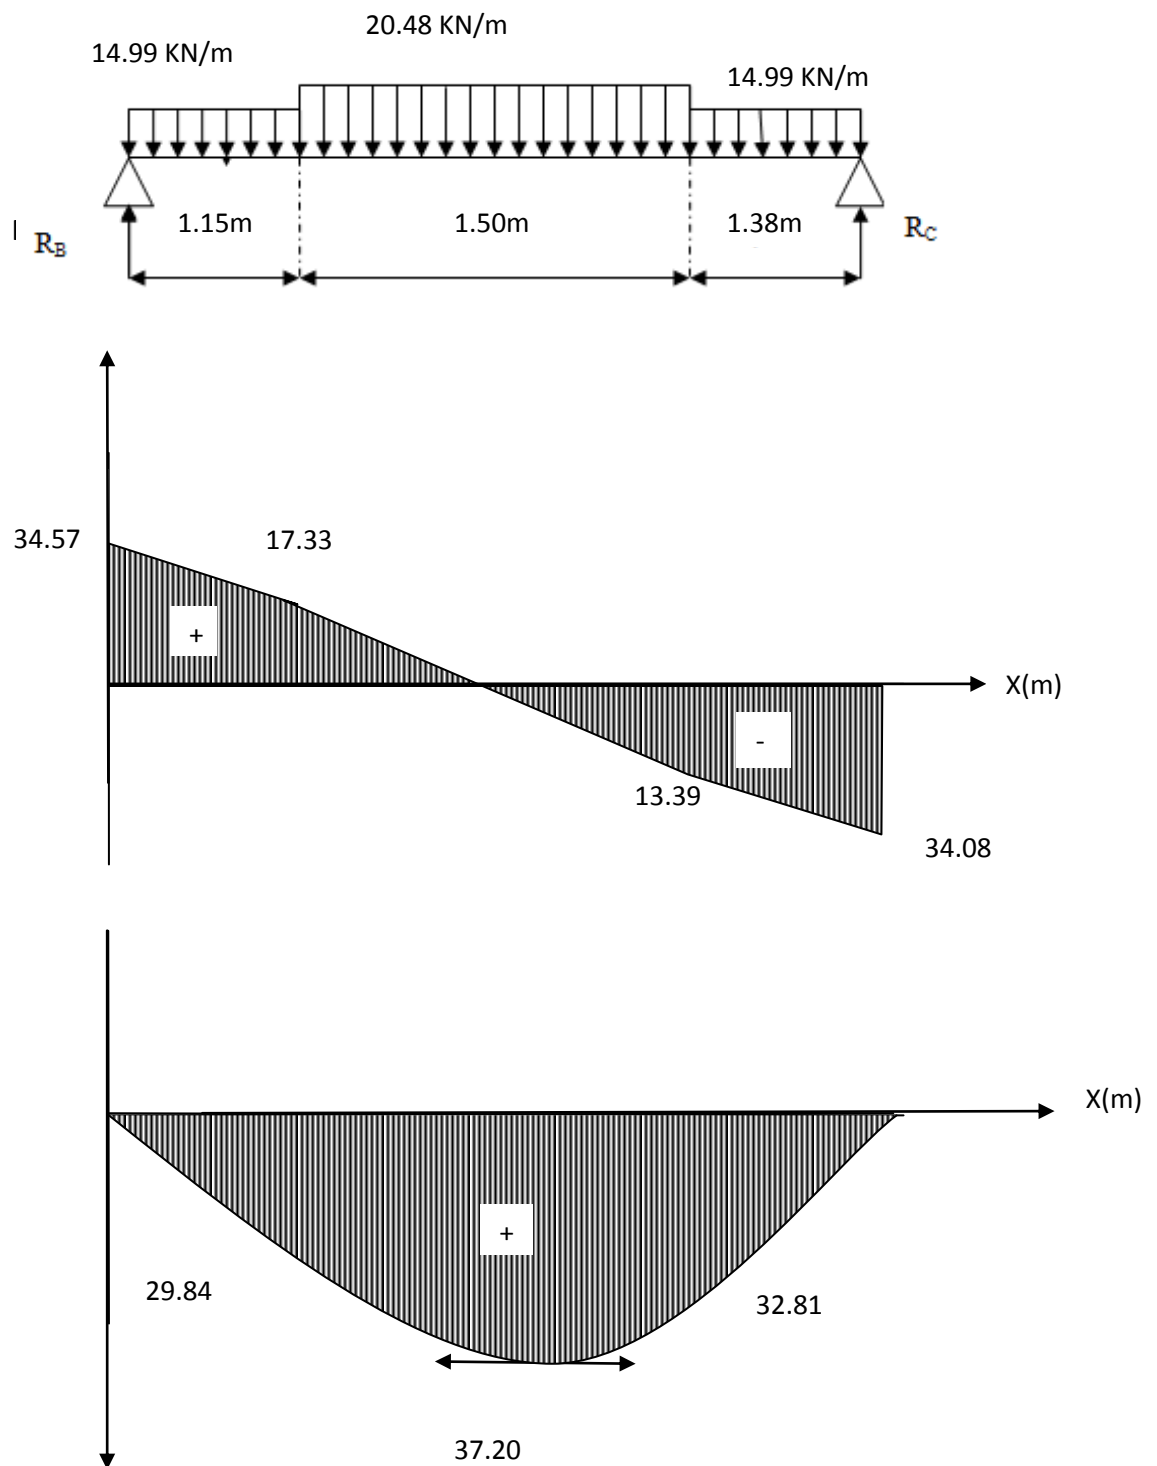 20.48 KN/m
14.99 KN/m
14.99 KN/m
1.15m
1.50m
1.38m
R_B
R_C
34.57
17.33
+
X(m)
-
13.39
34.08
X(m)
+
29.84
32.81
37.20